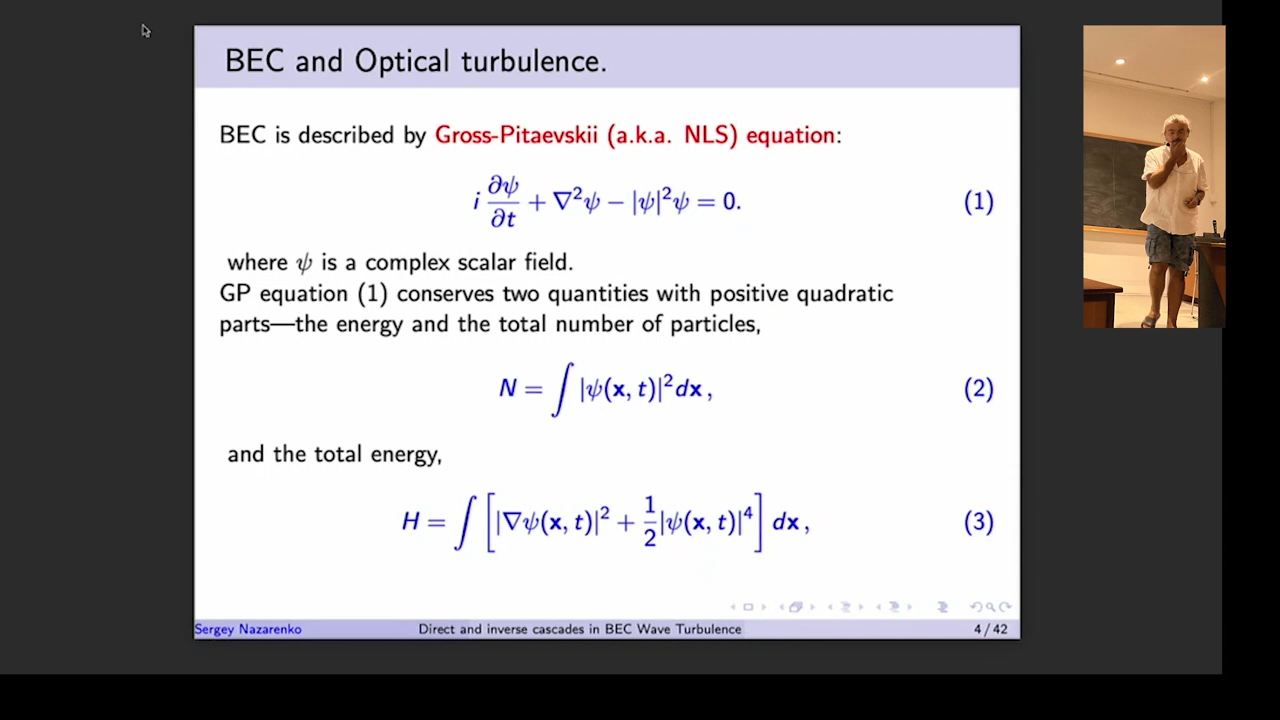 BEC and Optical turbulence.
BEC is described by Gross-Pitaevskii (a.k.a. NLS) equation:
i ∂ψ/∂t + ∇²ψ − |ψ|²ψ = 0. (1)
where ψ is a complex scalar field.
GP equation (1) conserves two quantities with positive quadratic
parts—the energy and the total number of particles,
N = ∫ |ψ(x, t)|² dx , (2)
and the total energy,
H = ∫ [|∇ψ(x, t)|² + 1/2 |ψ(x, t)|⁴] dx , (3)
Sergey Nazarenko Direct and inverse cascades in BEC Wave Turbulence 4 / 42